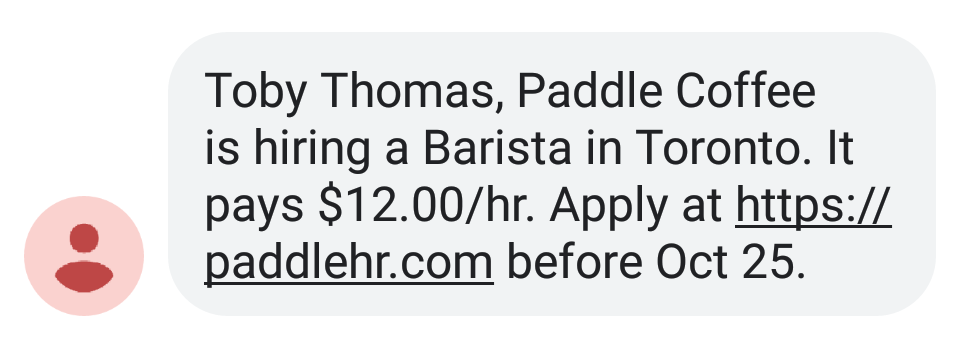 Toby Thomas, Paddle Coffee
is hiring a Barista in Toronto. It
pays $12.00/hr. Apply at https://
paddlehr.com before Oct 25.